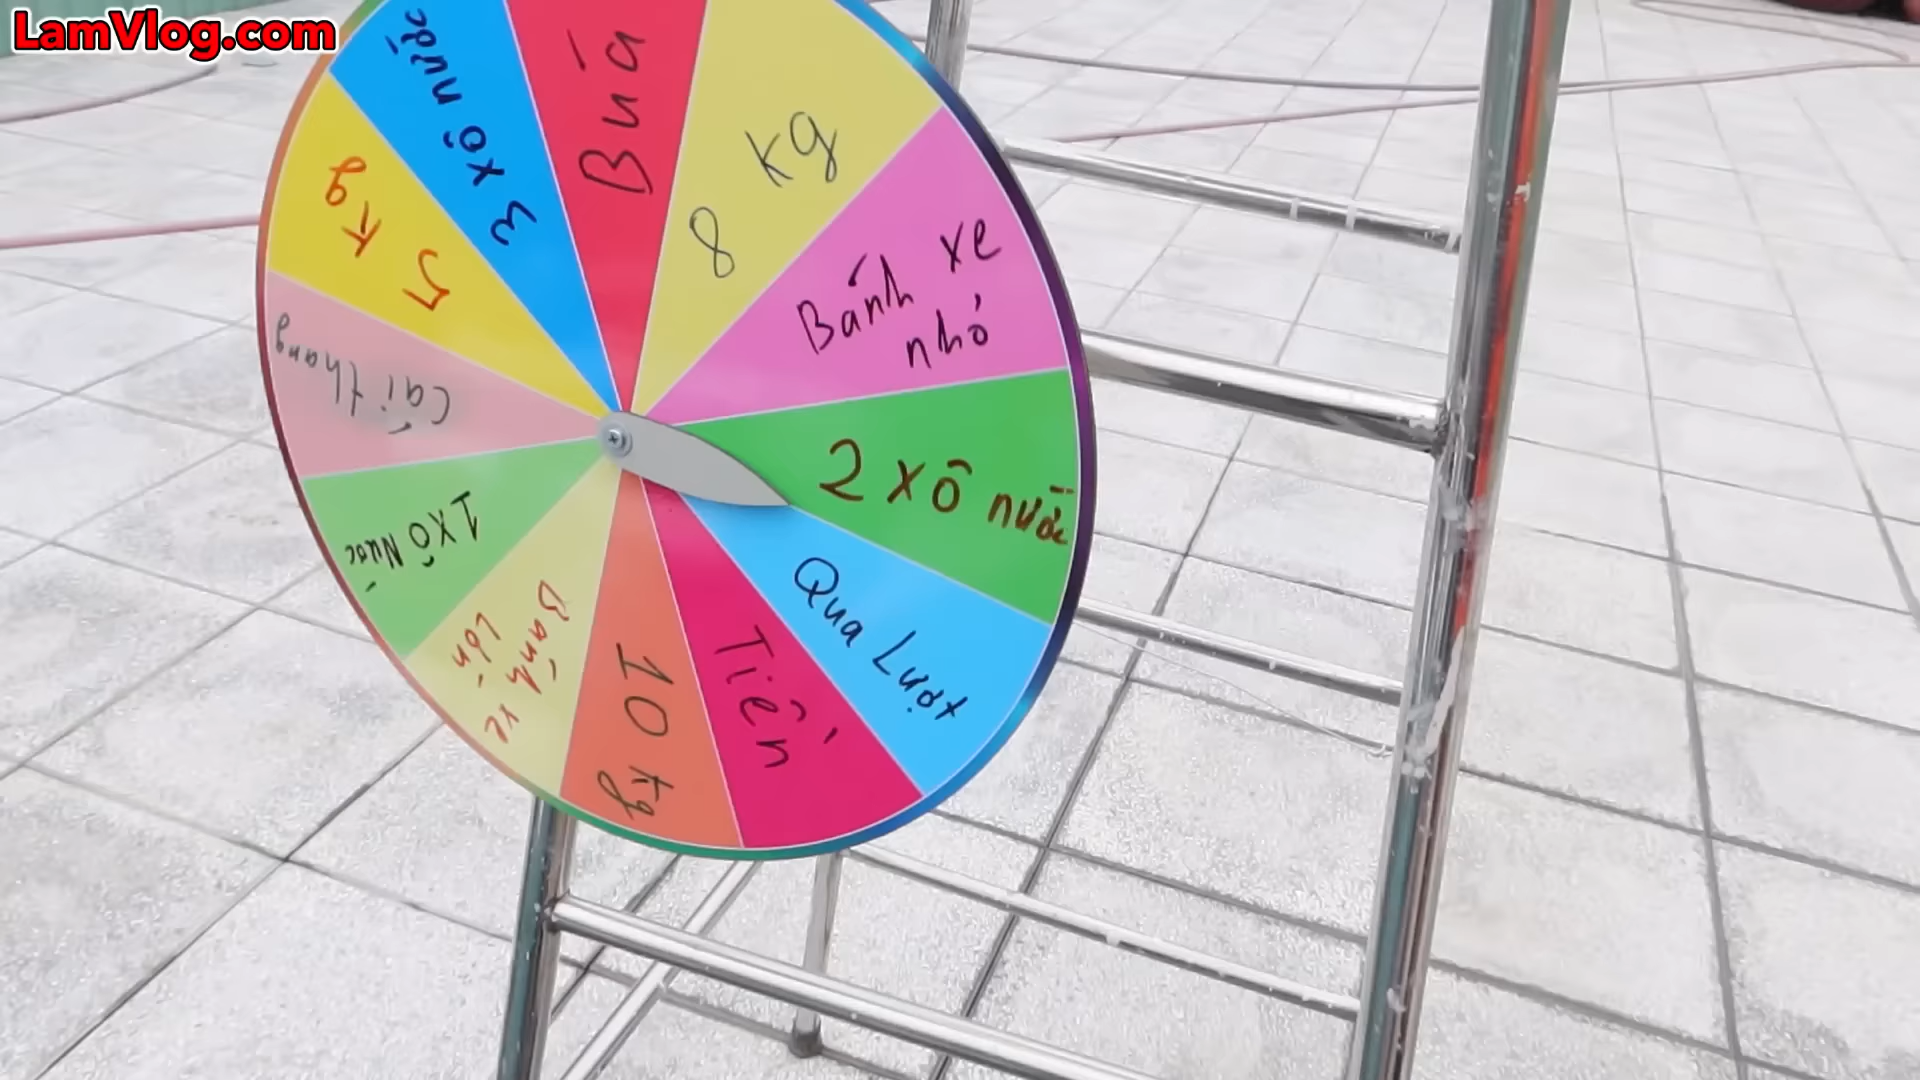 LamVlog.com
Búa
8 kg
Bánh xe
nhỏ
2 xô nước
Qua Lượt
Tiền
10 kg
Bánh xe
Lớn
1 xô Nước
Cái thang
5 kg
3 xô nước